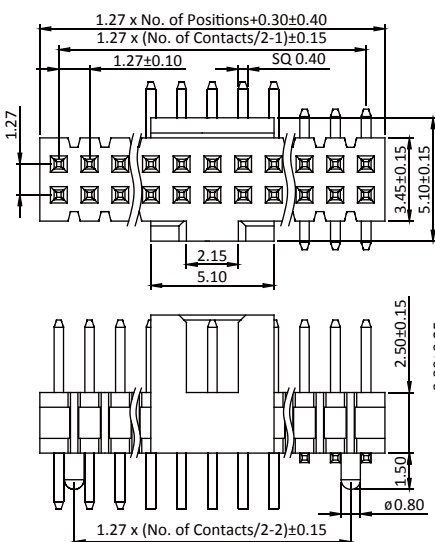 1.27 x No. of Positions+0.30±0.40
1.27 x (No. of Contacts/2-1)±0.15
1.27±0.10
SQ 0.40
1.27
3.45±0.15
5.10±0.15
2.15
5.10
2.50±0.15
1.50
ø0.80
1.27 x (No. of Contacts/2-2)±0.15